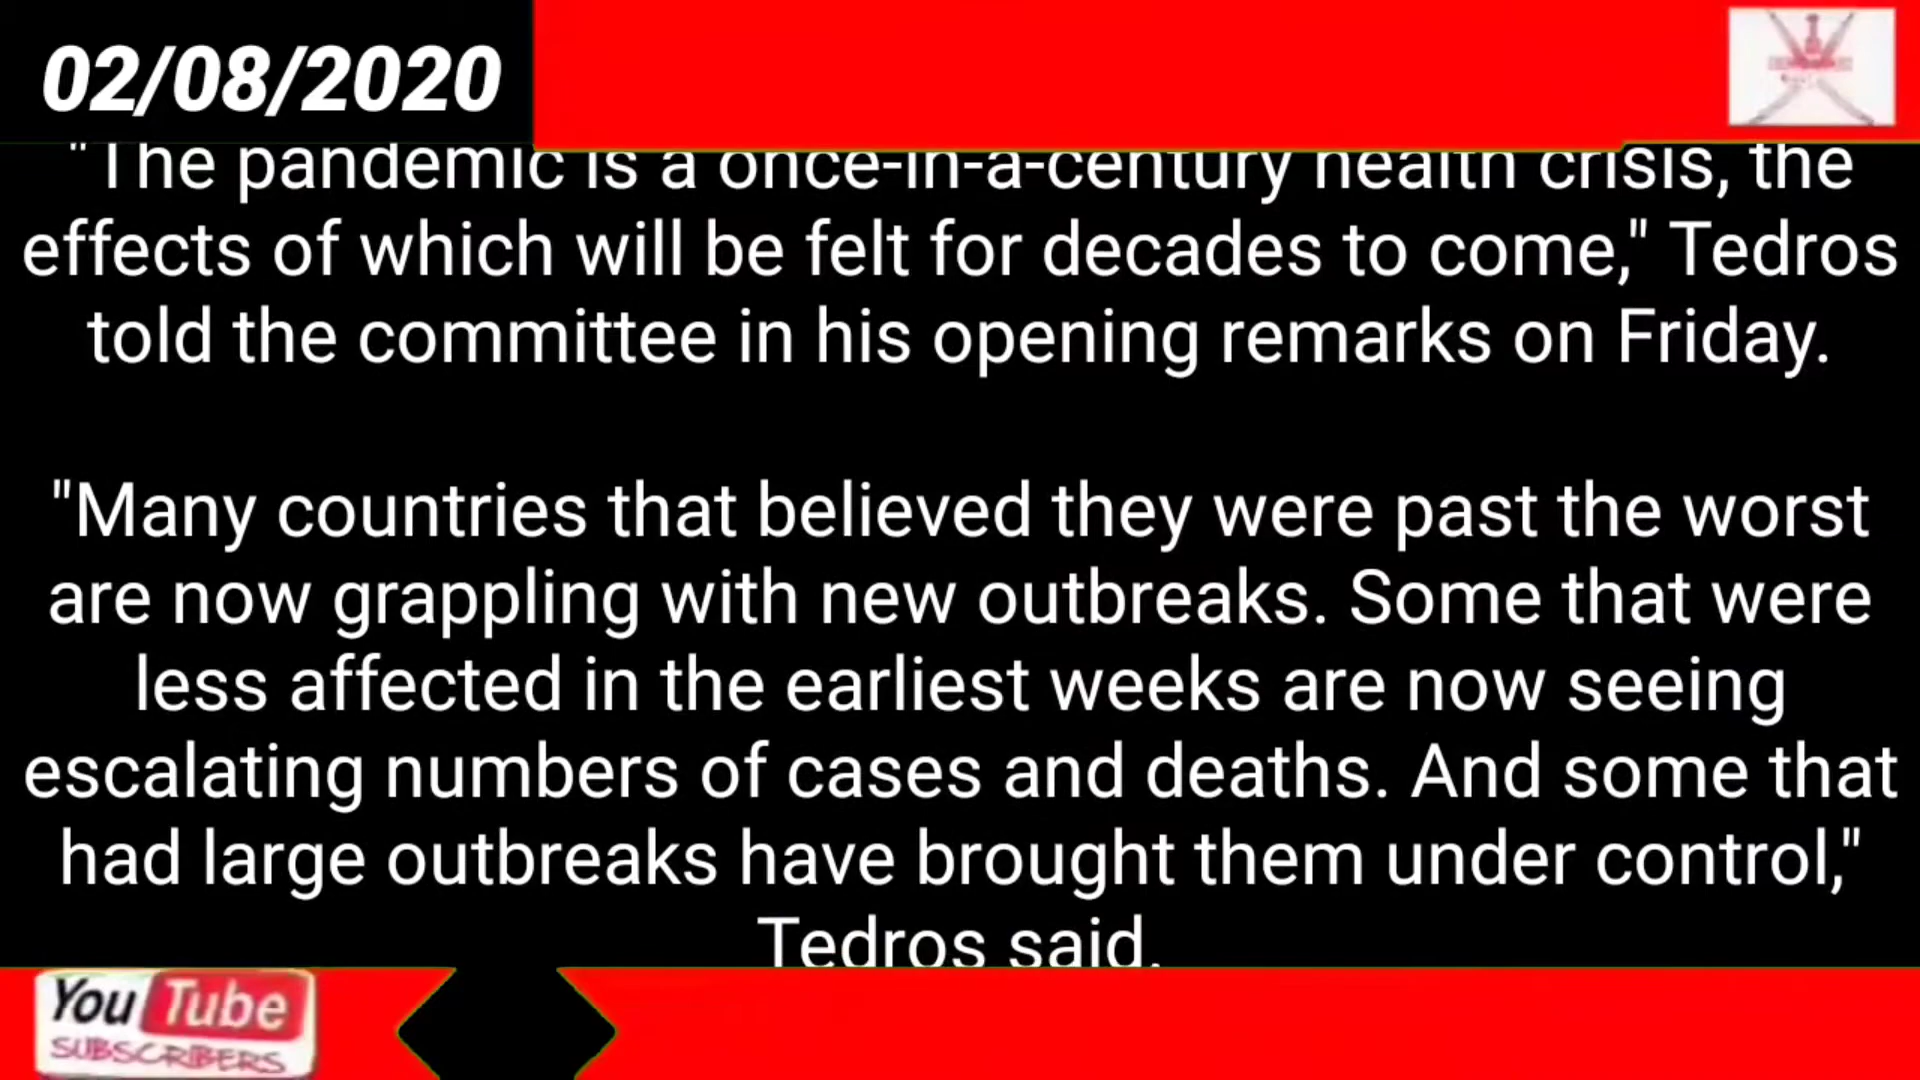 02/08/2020
"The pandemic is a once-in-a-century health crisis, the
effects of which will be felt for decades to come," Tedros
told the committee in his opening remarks on Friday.
"Many countries that believed they were past the worst
are now grappling with new outbreaks. Some that were
less affected in the earliest weeks are now seeing
escalating numbers of cases and deaths. And some that
had large outbreaks have brought them under control,"
Tedros said.
YouTube
SUBSCRIBERS